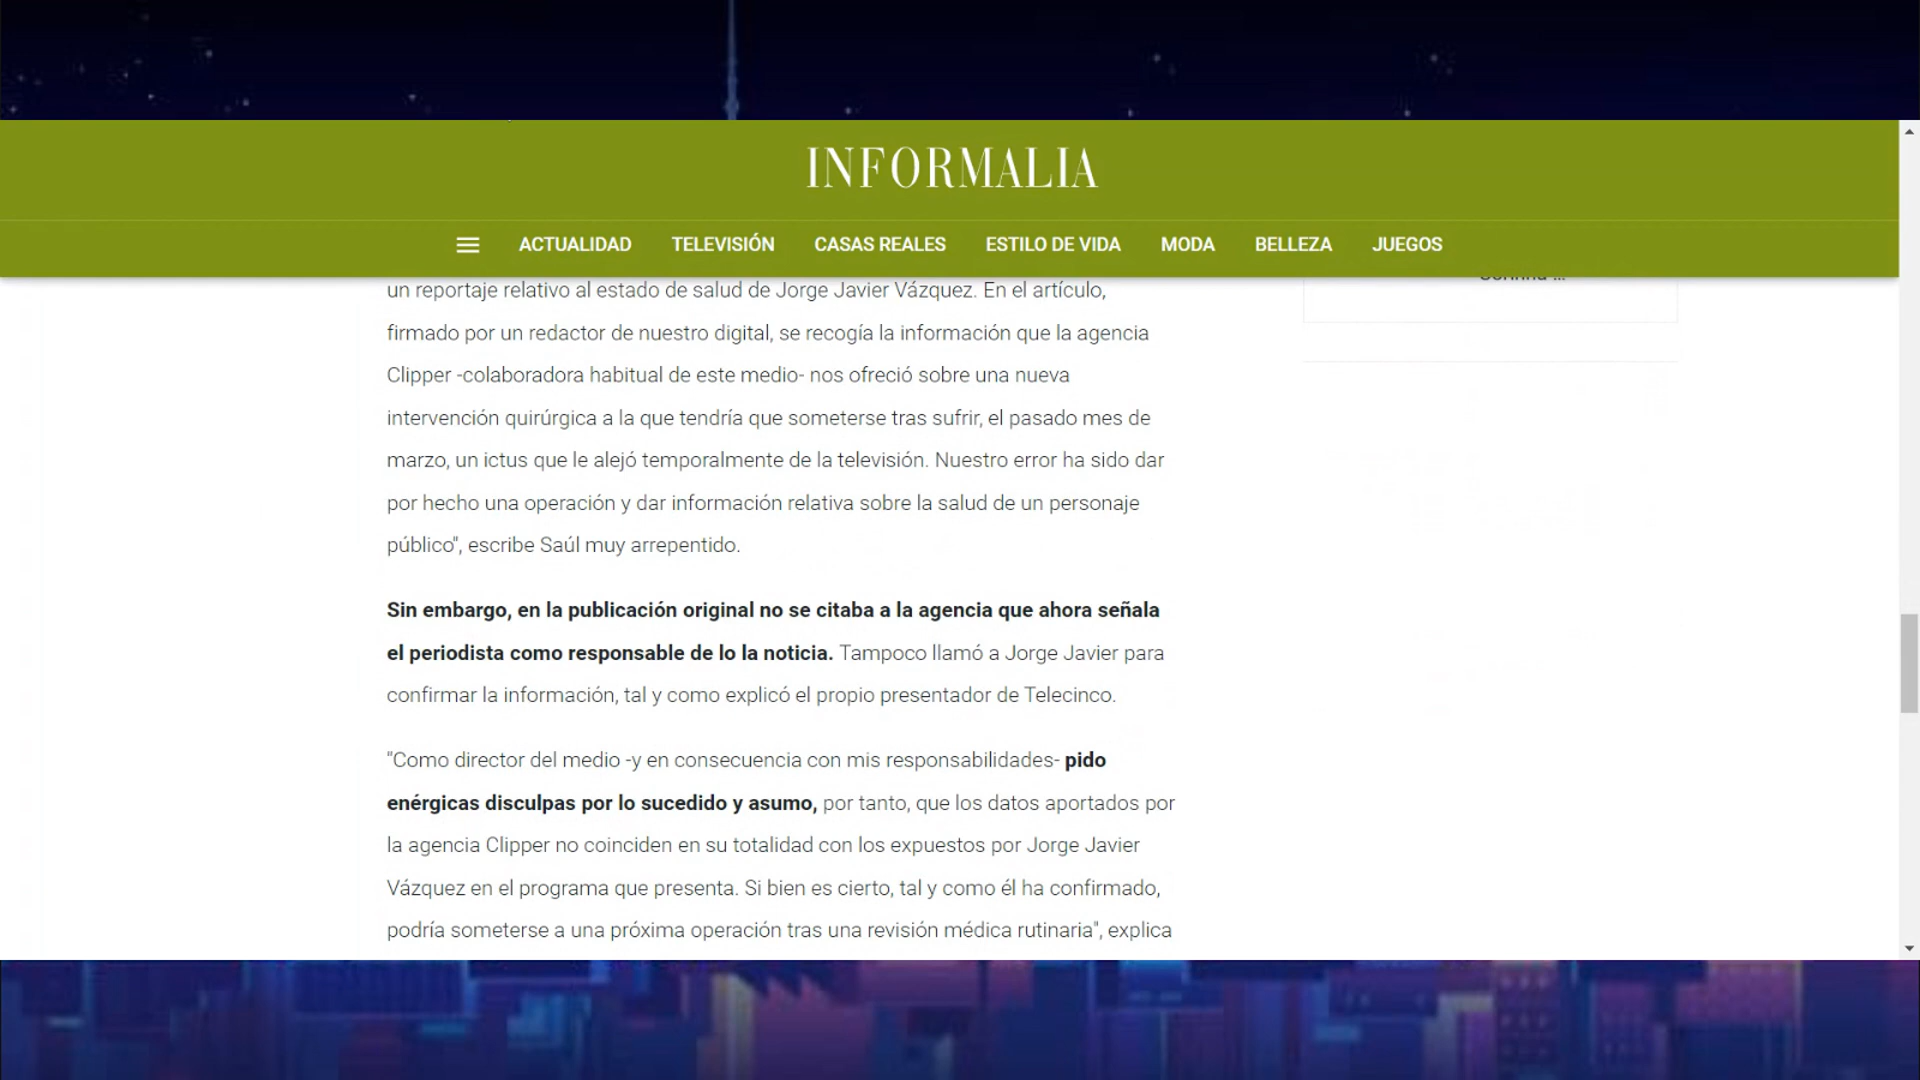 INFORMALIA
ACTUALIDAD TELEVISIÓN CASAS REALES ESTILO DE VIDA MODA BELLEZA JUEGOS
un reportaje relativo al estado de salud de Jorge Javier Vázquez. En el artículo,
firmado por un redactor de nuestro digital, se recogía la información que la agencia
Clipper -colaboradora habitual de este medio- nos ofreció sobre una nueva
intervención quirúrgica a la que tendría que someterse tras sufrir, el pasado mes de
marzo, un ictus que le alejó temporalmente de la televisión. Nuestro error ha sido dar
por hecho una operación y dar información relativa sobre la salud de un personaje
público", escribe Saúl muy arrepentido.
Sin embargo, en la publicación original no se citaba a la agencia que ahora señala
el periodista como responsable de lo la noticia. Tampoco llamó a Jorge Javier para
confirmar la información, tal y como explicó el propio presentador de Telecinco.
"Como director del medio -y en consecuencia con mis responsabilidades- pido
enérgicas disculpas por lo sucedido y asumo, por tanto, que los datos aportados por
la agencia Clipper no coinciden en su totalidad con los expuestos por Jorge Javier
Vázquez en el programa que presenta. Si bien es cierto, tal y como él ha confirmado,
podría someterse a una próxima operación tras una revisión médica rutinaria", explica